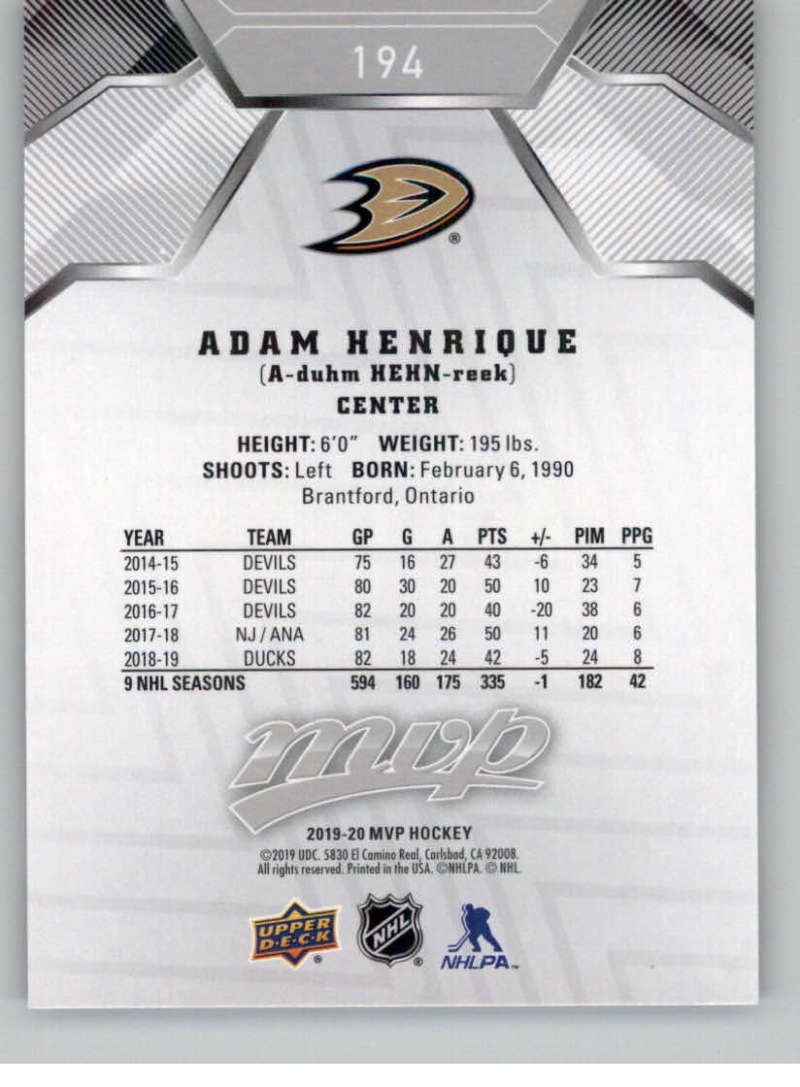 194
®
ADAM HENRIQUE
(A-duhm HEHN-reek)
CENTER
HEIGHT: 6'0" WEIGHT: 195 lbs.
SHOOTS: Left BORN: February 6, 1990
Brantford, Ontario
YEAR TEAM GP G A PTS +/- PIM PPG
2014-15 DEVILS 75 16 27 43 -6 34 5
2015-16 DEVILS 80 30 20 50 10 23 7
2016-17 DEVILS 82 20 20 40 -20 38 6
2017-18 NJ / ANA 81 24 26 50 11 20 6
2018-19 DUCKS 82 18 24 42 -5 24 8
9 NHL SEASONS 594 160 175 335 -1 182 42
mvp
2019-20 MVP HOCKEY
©2019 UDC. 5830 El Camino Real, Carlsbad, CA 92008.
All rights reserved. Printed in the USA. ©NHLPA. © NHL.
UPPER D·E·C·K ® NHL ® NHLPA™